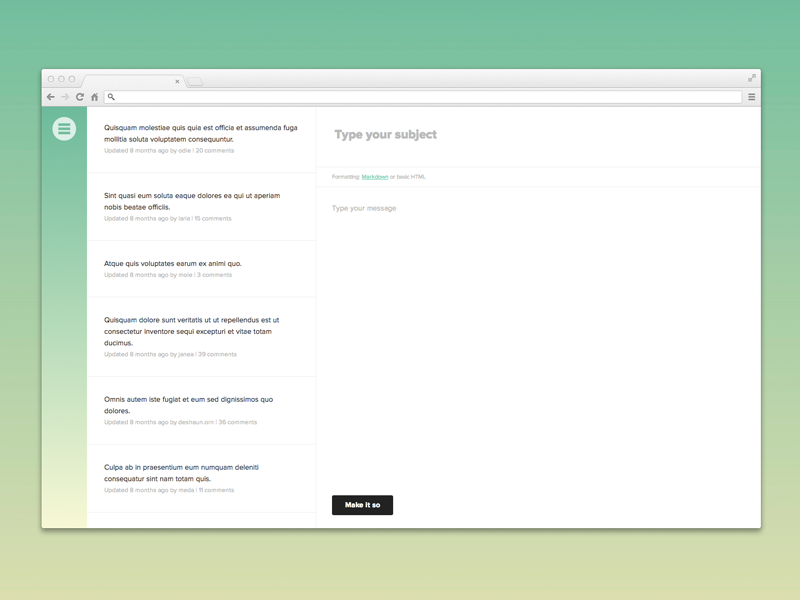 Quisquam molestiae quis quia est officia et assumenda fuga
mollitia soluta voluptatem consequuntur.
Updated 8 months ago by odie | 20 comments
Sint quasi eum soluta eaque dolores ea qui ut aperiam
nobis beatae officiis.
Updated 8 months ago by laria | 15 comments
Atque quis voluptates earum ex animi quo.
Updated 8 months ago by moie | 3 comments
Quisquam dolore sunt veritatis ut ut repellendus est ut
consectetur inventore sequi excepturi et vitae totam
ducimus.
Updated 8 months ago by janea | 39 comments
Omnis autem iste fugiat et eum sed dignissimos quo
dolores.
Updated 8 months ago by deshaun.orn | 36 comments
Culpa ab in praesentium eum numquam deleniti
consequatur sint nam totam quis.
Updated 8 months ago by meda | 11 comments
Type your subject
Formatting: Markdown or basic HTML
Type your message
Make it so